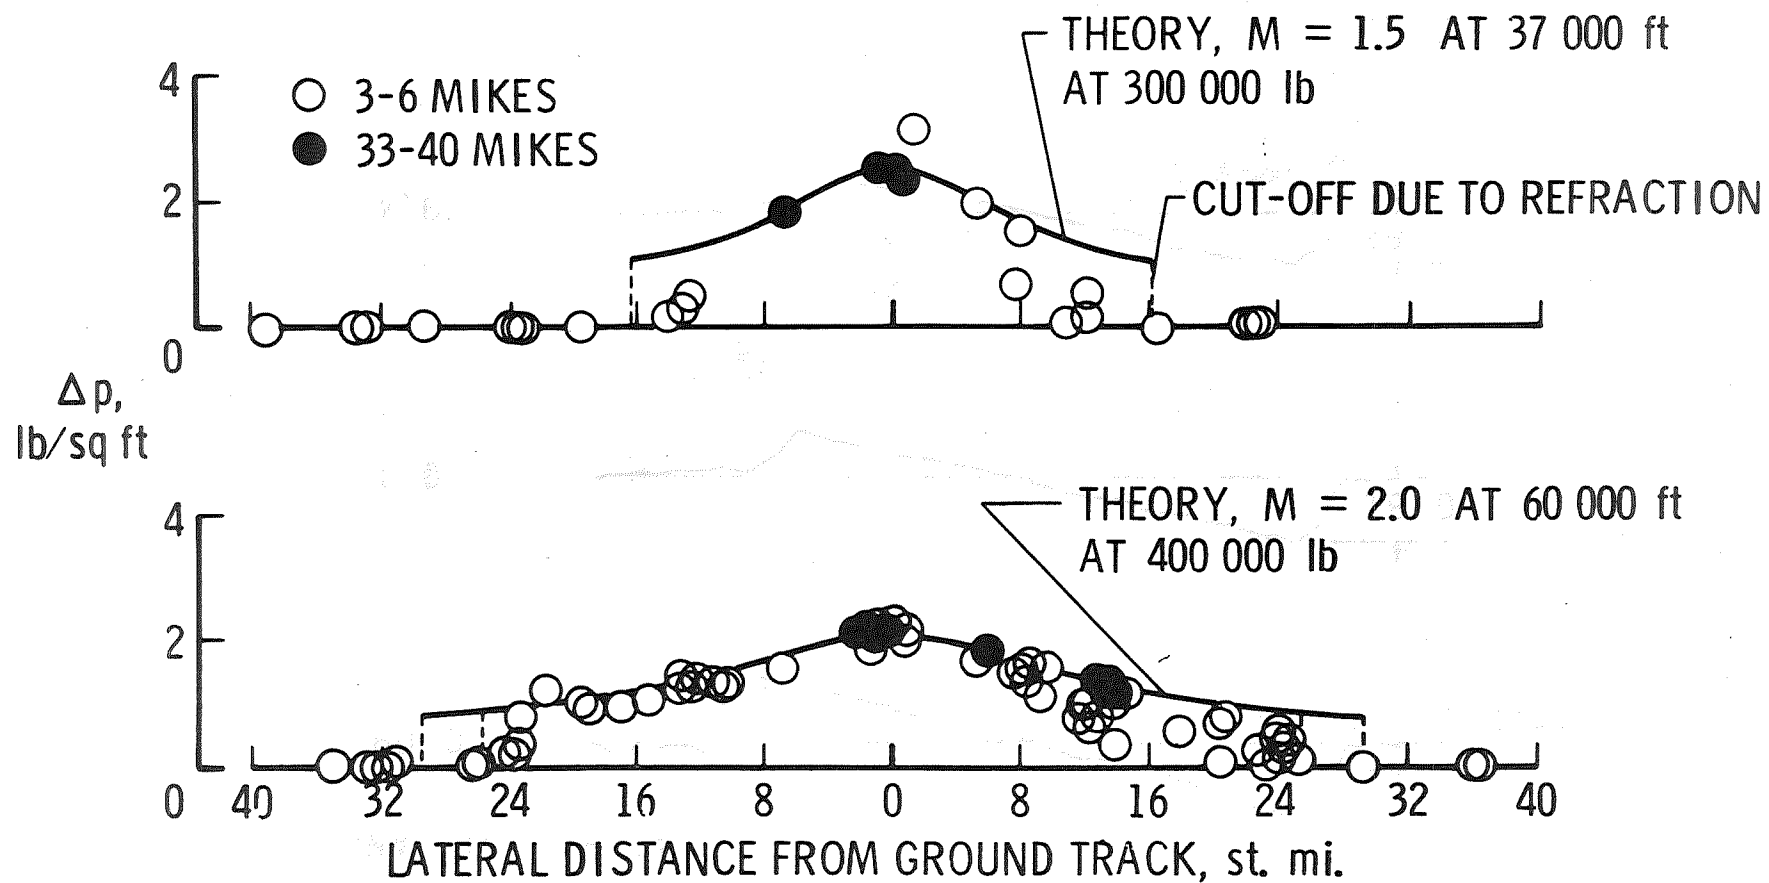 THEORY, M = 1.5 AT 37 000 ft
AT 300 000 lb
4
○ 3-6 MIKES
● 33-40 MIKES
2
CUT-OFF DUE TO REFRACTION
0
Δp,
lb/sq ft
THEORY, M = 2.0 AT 60 000 ft
AT 400 000 lb
4
2
0
40 32 24 16 8 0 8 16 24 32 40
LATERAL DISTANCE FROM GROUND TRACK, st. mi.